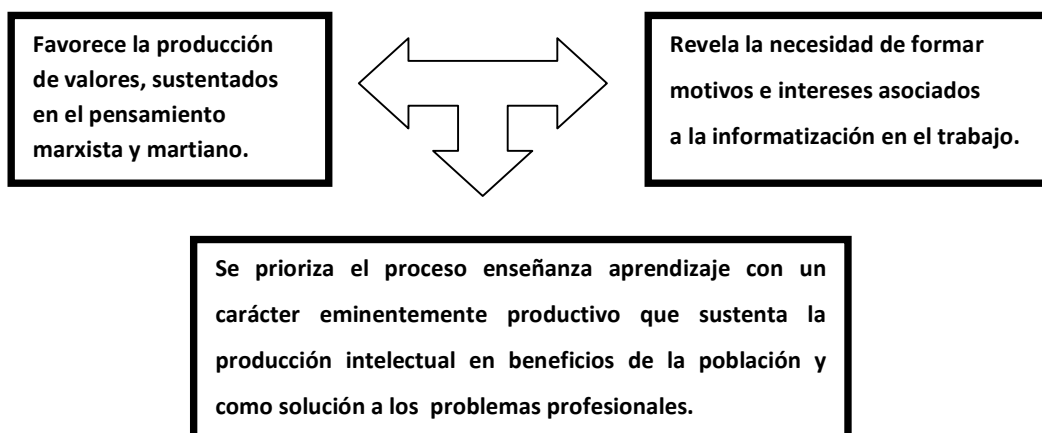 Favorece la producción
de valores, sustentados
en el pensamiento
marxista y martiano.
Revela la necesidad de formar
motivos e intereses asociados
a la informatización en el trabajo.
Se prioriza el proceso enseñanza aprendizaje con un
carácter eminentemente productivo que sustenta la
producción intelectual en beneficios de la población y
como solución a los problemas profesionales.